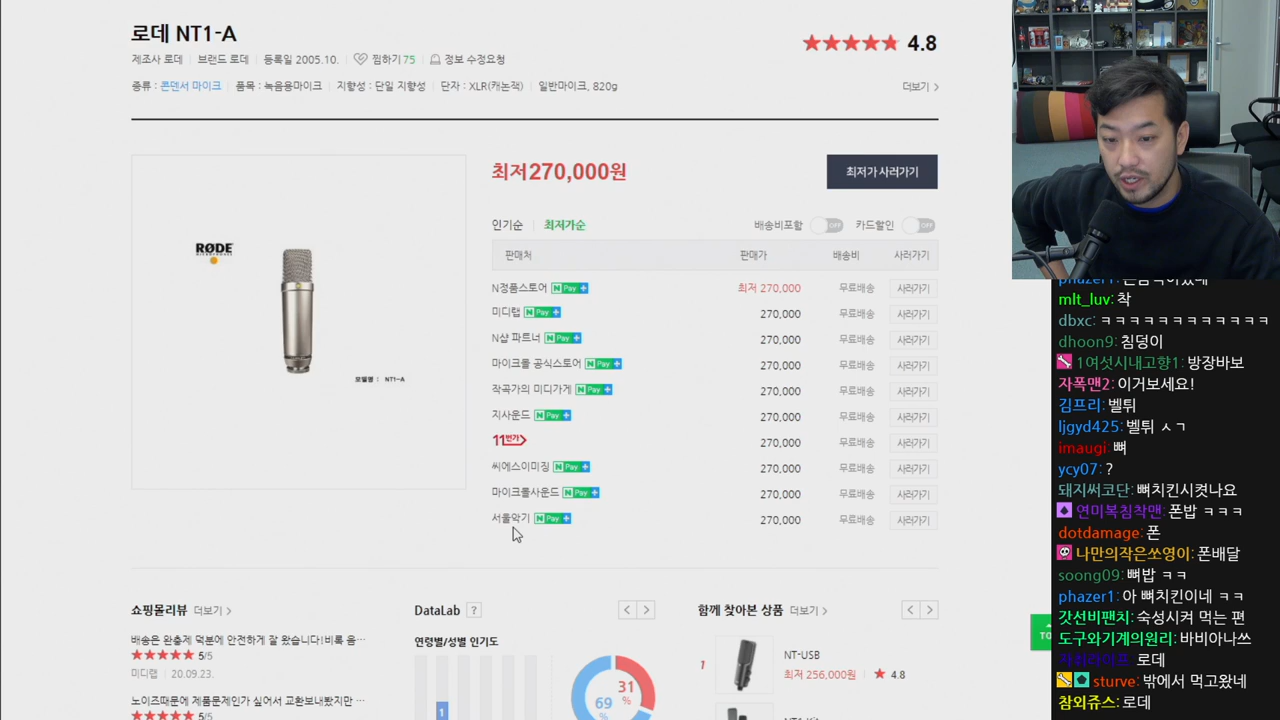 로데 NT1-A
4.8
제조사 로데 브랜드 로데 등록일 2005.10. 찜하기 75 정보 수정요청
종류 : 콘덴서 마이크 품목 : 녹음용마이크 지향성 : 단일 지향성 단자 : XLR(캐논잭) 일반마이크, 820g
더보기 >
최저270,000원
최저가 사러가기
RØDE
MICROPHONES
모델명 : NT1-A
인기순 최저가순 배송비포함 OFF 카드할인 OFF
판매처 판매가 배송비 사러가기
N정품스토어 N Pay + 최저 270,000 무료배송 사러가기
미디랩 N Pay + 270,000 무료배송 사러가기
N샵 파트너 N Pay + 270,000 무료배송 사러가기
마이크몰 공식스토어 N Pay + 270,000 무료배송 사러가기
작곡가의 미디가게 N Pay + 270,000 무료배송 사러가기
지사운드 N Pay + 270,000 무료배송 사러가기
11번가 270,000 무료배송 사러가기
씨에스이미징 N Pay + 270,000 무료배송 사러가기
마이크몰사운드 N Pay + 270,000 무료배송 사러가기
서울악기 N Pay + 270,000 무료배송 사러가기
쇼핑몰리뷰 더보기 >
배송은 완충제 덕분에 안전하게 잘 왔습니다!비록 음…
5/5
미디랩 20.09.23.
노이즈때문에 제품문제인가 싶어서 교환보내봤지만 …
5/5
DataLab ?
연령별/성별 인기도
1
69
%
31
%
함께 찾아본 상품 더보기 >
1
NT-USB
최저 256,000원 4.8
TO
phazer1:
mlt_luv: 착
dbxc: ㅋㅋㅋㅋㅋㅋㅋㅋㅋㅋㅋㅋ
dhoon9: 침덩이
1여섯시내고향1: 방장바보
자폭맨2: 이거보세요!
김프리: 벨튀
ljgyd425: 벨튀 ㅅㄱ
imaugi: 뼈
ycy07: ?
돼지써코단: 뼈치킨시켯나요
연미복침착맨: 폰밥 ㅋㅋㅋ
dotdamage: 폰
나만의작은쏘영이: 폰배달
soong09: 뼈밥 ㅋㅋ
phazer1: 아 뼈치킨이네 ㅋㅋ
갓선비팬치: 숙성시켜 먹는 편
도구와기계의원리: 바비아나쓰
로데
sturve: 밖에서 먹고왔네
참외쥬스: 로데